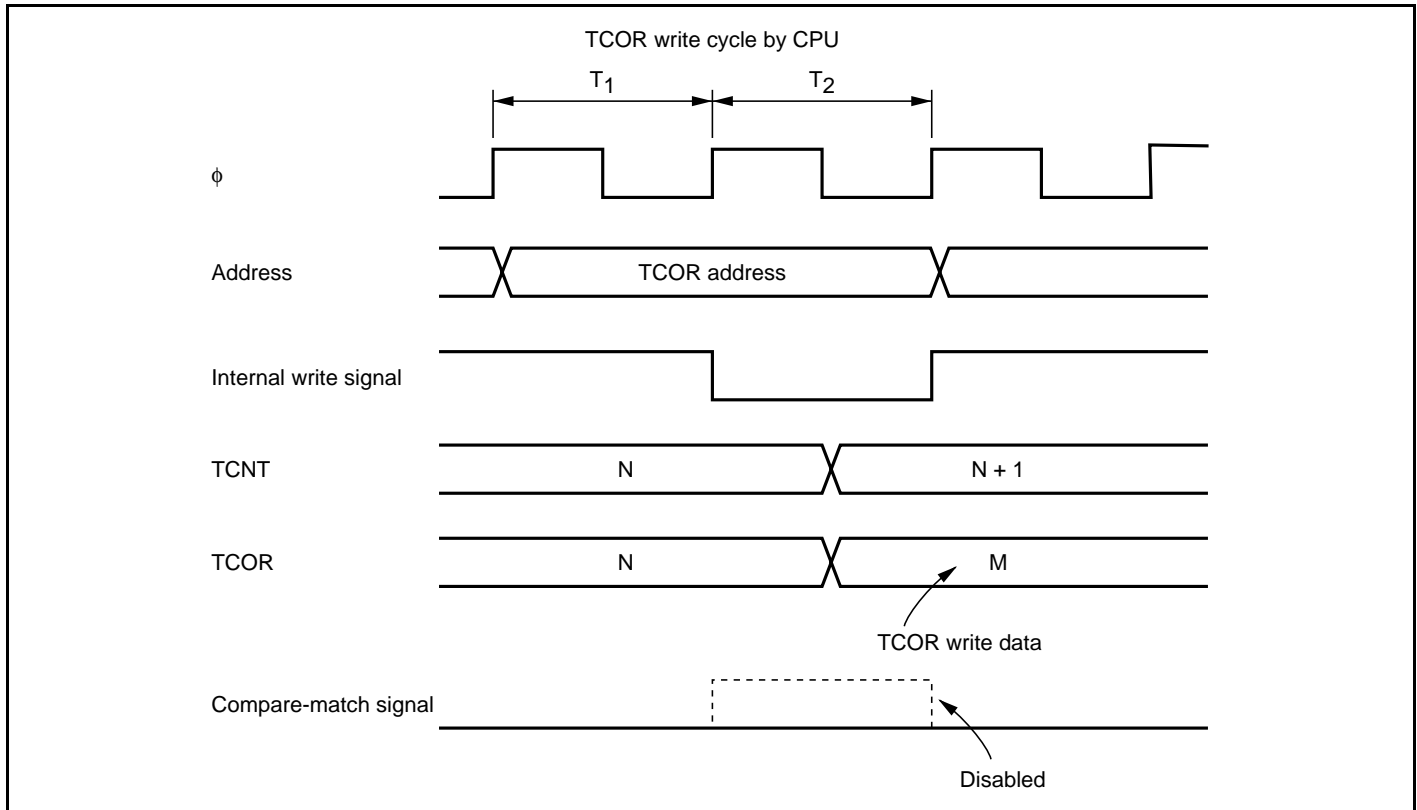 TCOR write cycle by CPU
T1 T2
φ
Address TCOR address
Internal write signal
TCNT N N + 1
TCOR N M
TCOR write data
Compare-match signal
Disabled